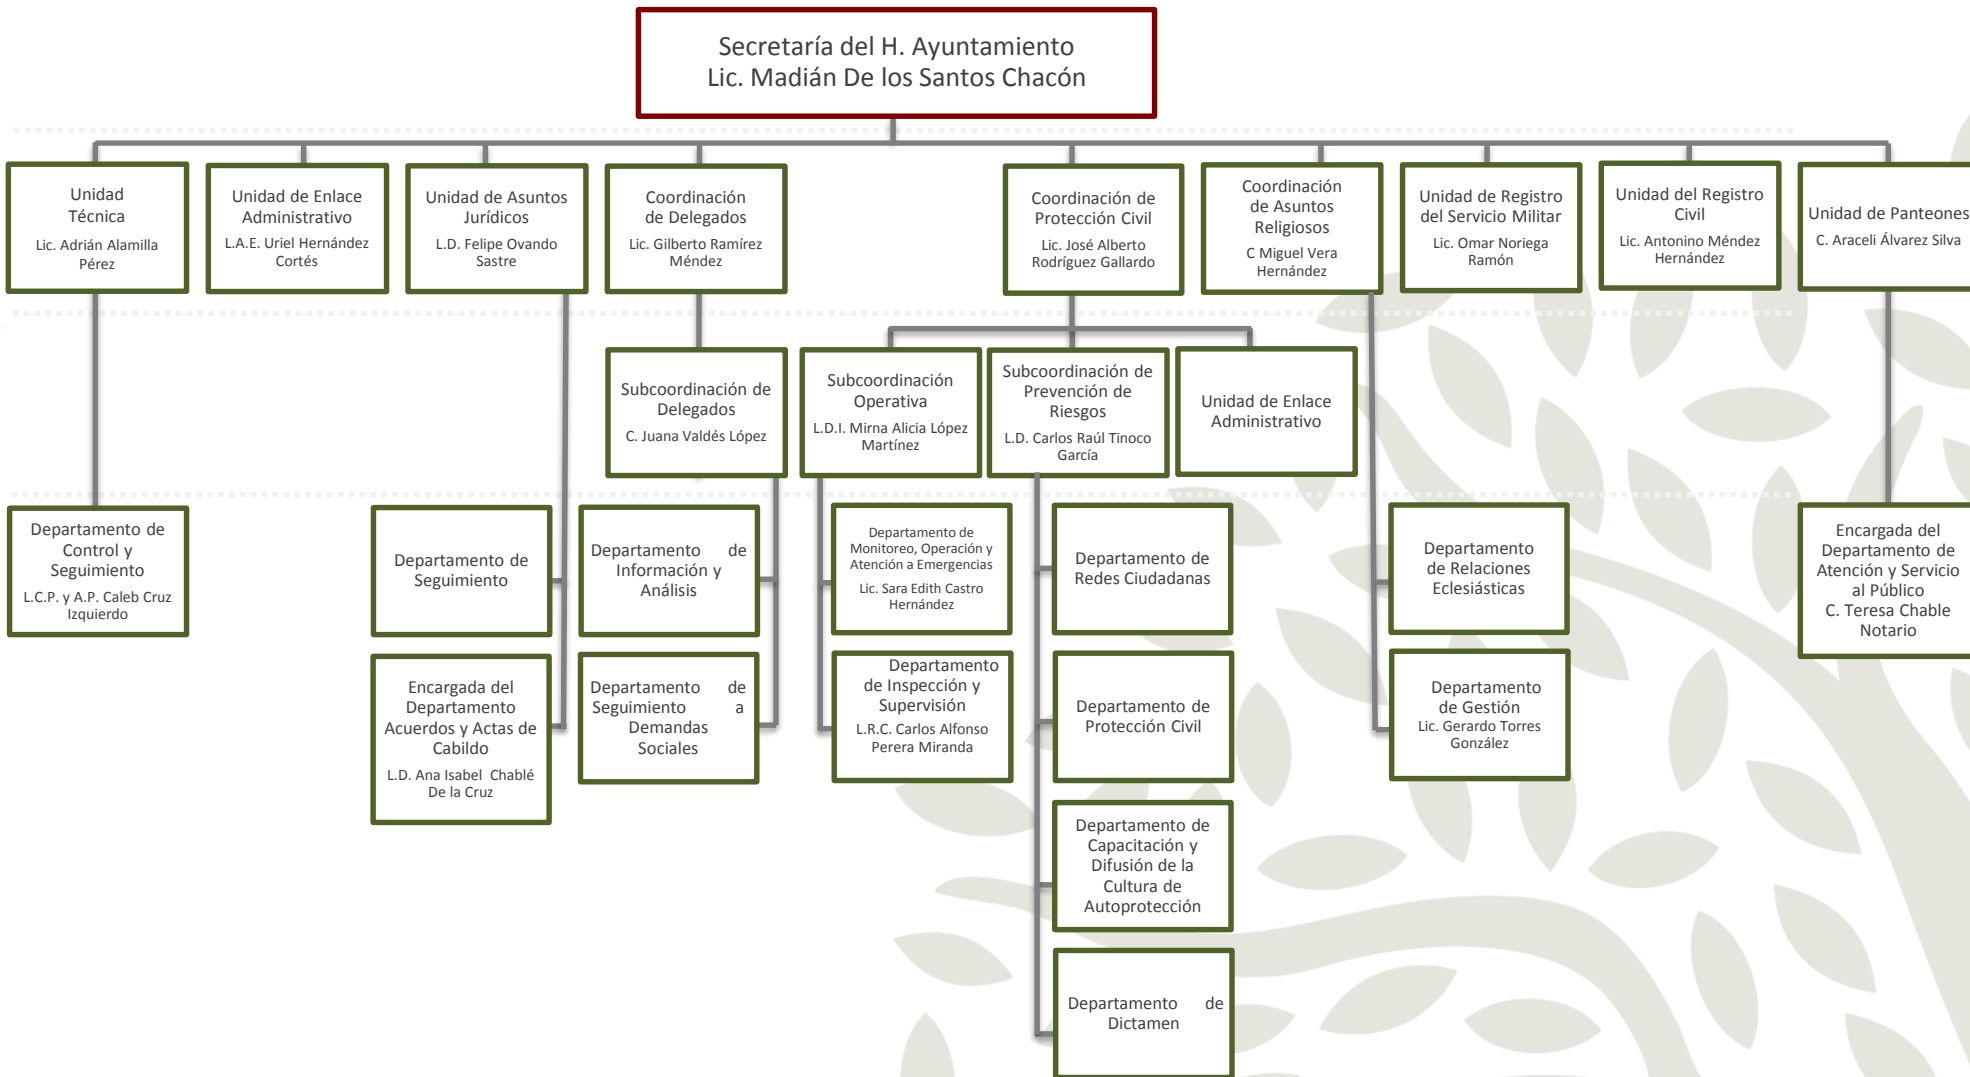 Secretaría del H. Ayuntamiento
Lic. Madián De los Santos Chacón
Unidad
Técnica
Lic. Adrián Alamilla
Pérez
Unidad de Enlace
Administrativo
L.A.E. Uriel Hernández
Cortés
Unidad de Asuntos
Jurídicos
L.D. Felipe Ovando
Sastre
Coordinación
de Delegados
Lic. Gilberto Ramírez
Méndez
Coordinación de
Protección Civil
Lic. José Alberto
Rodríguez Gallardo
Coordinación
de Asuntos
Religiosos
C Miguel Vera
Hernández
Unidad de Registro
del Servicio Militar
Lic. Omar Noriega
Ramón
Unidad del Registro
Civil
Lic. Antonino Méndez
Hernández
Unidad de Panteones
C. Araceli Álvarez Silva
Subcoordinación de
Delegados
C. Juana Valdés López
Subcoordinación
Operativa
L.D.I. Mirna Alicia López
Martínez
Subcoordinación de
Prevención de
Riesgos
L.D. Carlos Raúl Tinoco
García
Unidad de Enlace
Administrativo
Departamento de
Control y
Seguimiento
L.C.P. y A.P. Caleb Cruz
Izquierdo
Departamento de
Seguimiento
Departamento de
Información y
Análisis
Departamento de
Monitoreo, Operación y
Atención a Emergencias
Lic. Sara Edith Castro
Hernández
Departamento de
Redes Ciudadanas
Departamento
de Relaciones
Eclesiásticas
Encargada del
Departamento de
Atención y Servicio
al Público
C. Teresa Chable
Notario
Encargada del
Departamento
Acuerdos y Actas de
Cabildo
L.D. Ana Isabel Chablé
De la Cruz
Departamento de
Seguimiento a
Demandas
Sociales
Departamento
de Inspección y
Supervisión
L.R.C. Carlos Alfonso
Perera Miranda
Departamento de
Protección Civil
Departamento
de Gestión
Lic. Gerardo Torres
González
Departamento de
Capacitación y
Difusión de la
Cultura de
Autoprotección
Departamento de
Dictamen